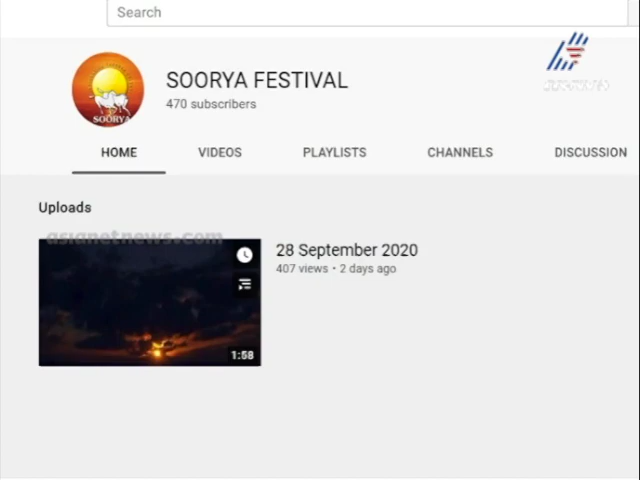 Search
SOORYA FESTIVAL
470 subscribers
SOORYA
HOME
VIDEOS
PLAYLISTS
CHANNELS
DISCUSSION
Uploads
asianetnews.com
28 September 2020
407 views • 2 days ago
1:58